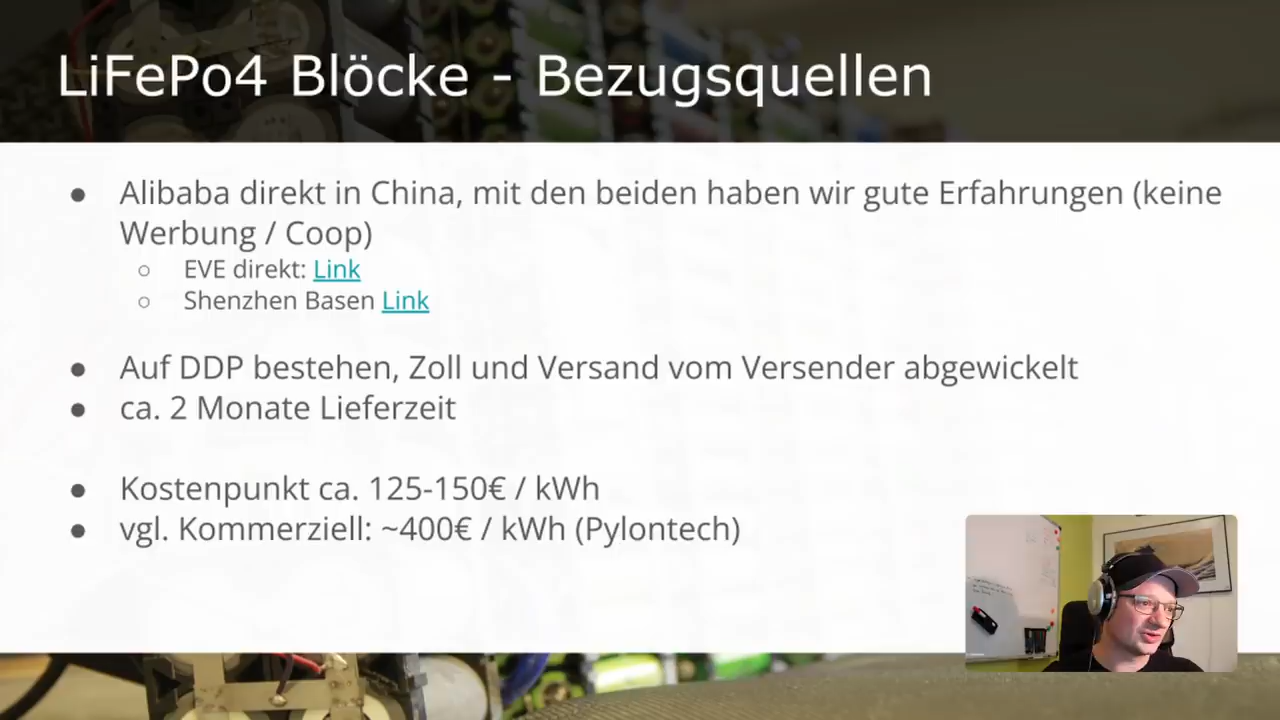 LiFePo4 Blöcke - Bezugsquellen
● Alibaba direkt in China, mit den beiden haben wir gute Erfahrungen (keine
Werbung / Coop)
○ EVE direkt: Link
○ Shenzhen Basen Link
● Auf DDP bestehen, Zoll und Versand vom Versender abgewickelt
● ca. 2 Monate Lieferzeit
● Kostenpunkt ca. 125-150€ / kWh
● vgl. Kommerziell: ~400€ / kWh (Pylontech)